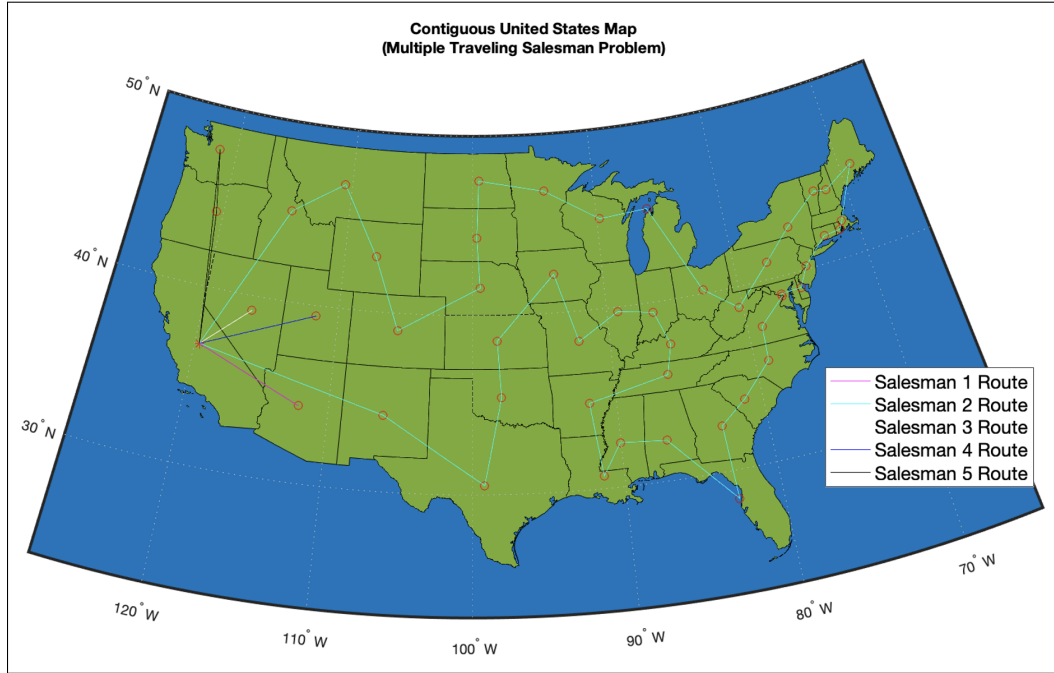 Contiguous United States Map
(Multiple Traveling Salesman Problem)
50° N
40° N
30° N
120° W
110° W
100° W
90° W
80° W
70° W
Salesman 1 Route
Salesman 2 Route
Salesman 3 Route
Salesman 4 Route
Salesman 5 Route